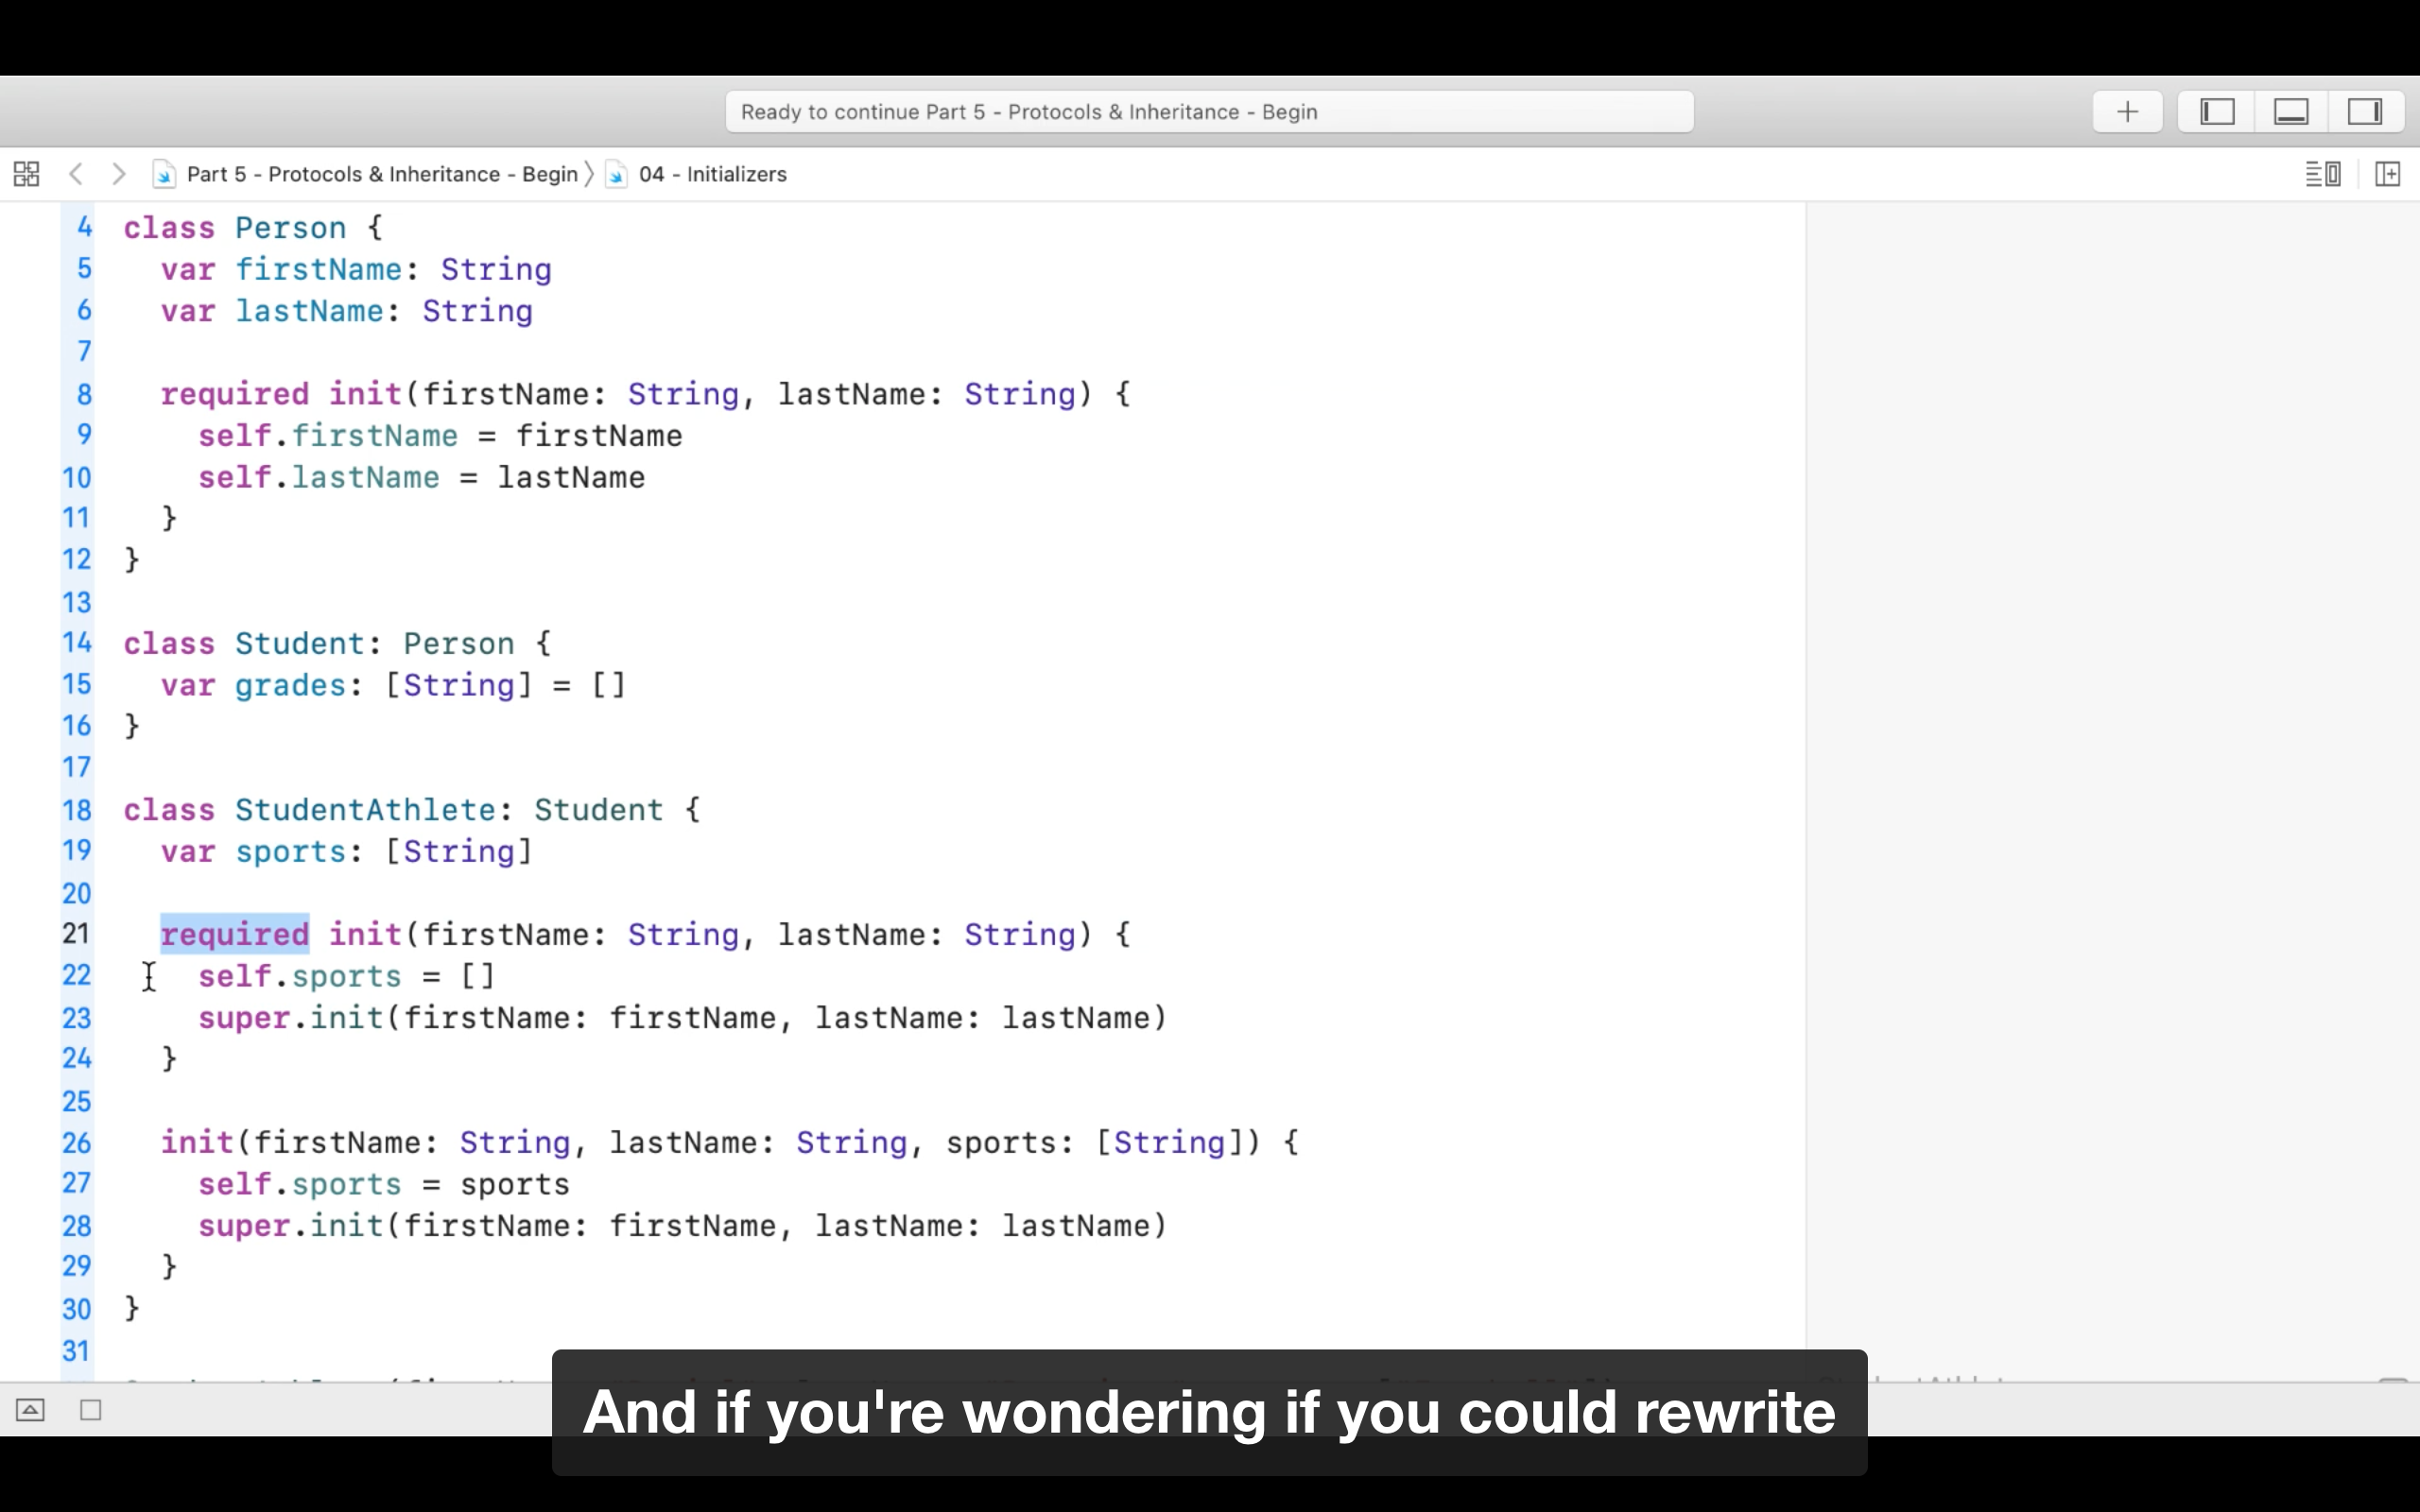 Ready to continue Part 5 - Protocols & Inheritance - Begin
Part 5 - Protocols & Inheritance - Begin 〉 04 - Initializers
4 class Person {
5 var firstName: String
6 var lastName: String
7
8 required init(firstName: String, lastName: String) {
9 self.firstName = firstName
10 self.lastName = lastName
11 }
12 }
13
14 class Student: Person {
15 var grades: [String] = []
16 }
17
18 class StudentAthlete: Student {
19 var sports: [String]
20
21 required init(firstName: String, lastName: String) {
22 self.sports = []
23 super.init(firstName: firstName, lastName: lastName)
24 }
25
26 init(firstName: String, lastName: String, sports: [String]) {
27 self.sports = sports
28 super.init(firstName: firstName, lastName: lastName)
29 }
30 }
31
And if you're wondering if you could rewrite